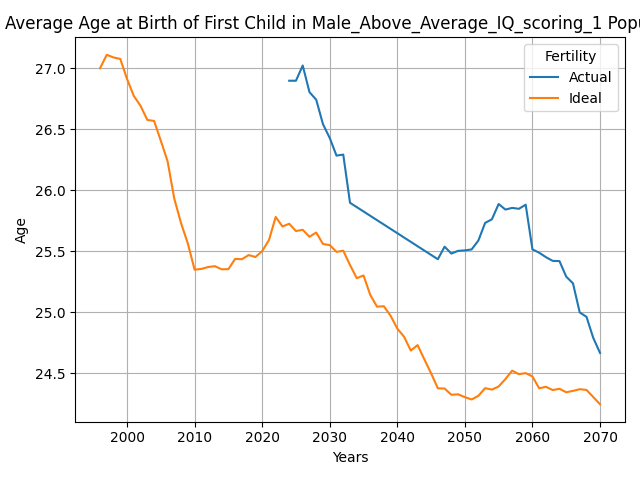 Average Age at Birth of First Child in Male_Above_Average_IQ_scoring_1 Popu
Fertility
Actual
Ideal
27.0
26.5
26.0
25.5
25.0
24.5
Age
2000 2010 2020 2030 2040 2050 2060 2070
Years